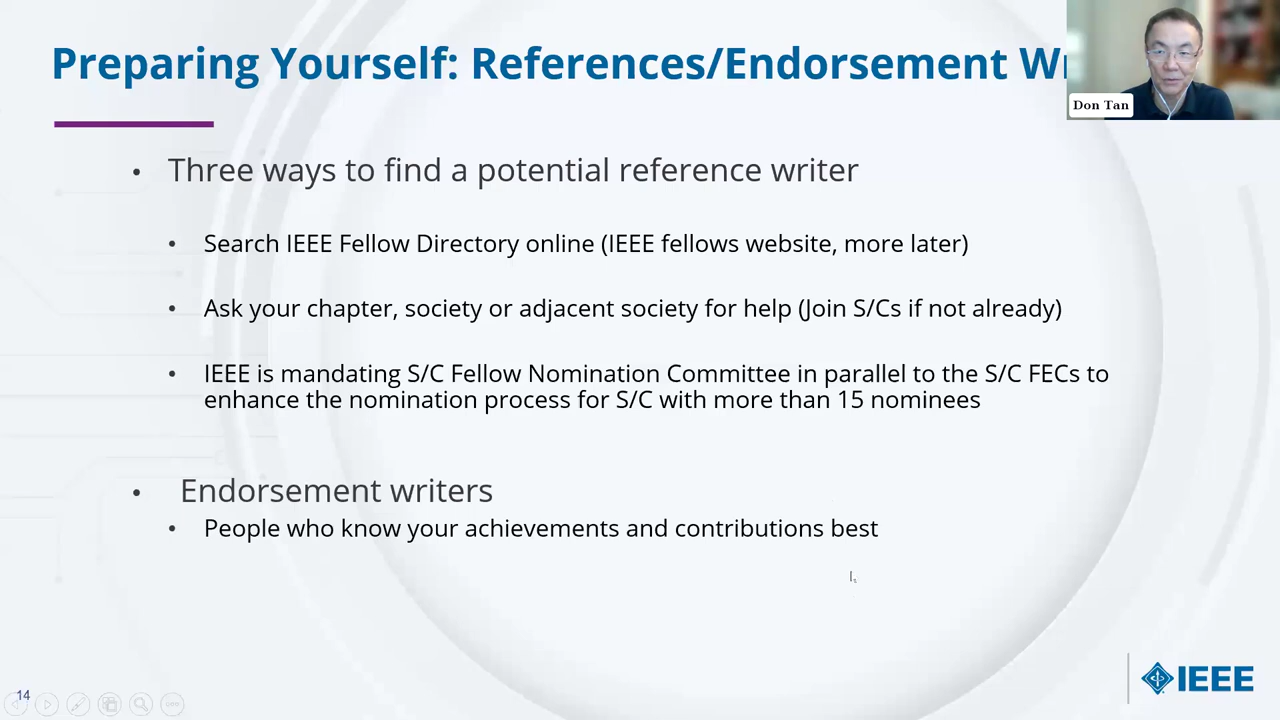 Preparing Yourself: References/Endorsement
Don Tan
• Three ways to find a potential reference writer
• Search IEEE Fellow Directory online (IEEE fellows website, more later)
• Ask your chapter, society or adjacent society for help (Join S/Cs if not already)
• IEEE is mandating S/C Fellow Nomination Committee in parallel to the S/C FECs to
enhance the nomination process for S/C with more than 15 nominees
• Endorsement writers
• People who know your achievements and contributions best
14
IEEE